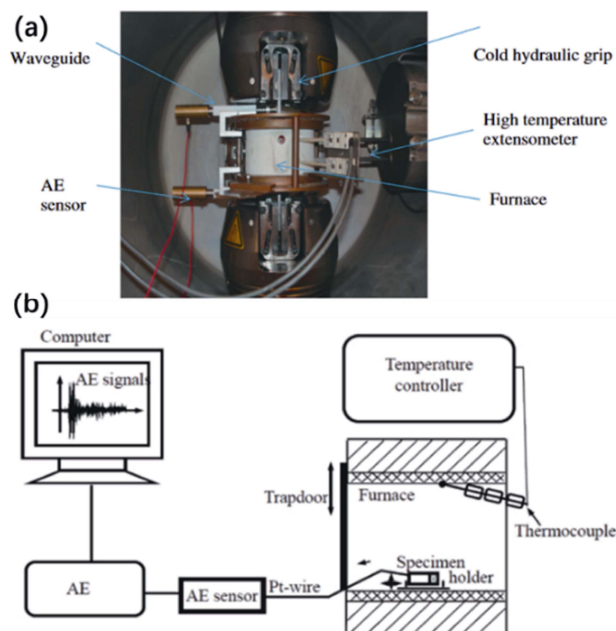 (a)
Waveguide
Cold hydraulic grip
High temperature
extensometer
AE
sensor
Furnace
(b)
Computer
AE signals
Temperature
controller
Trapdoor
Furnace
Thermocouple
Specimen
holder
AE
AE sensor
Pt-wire